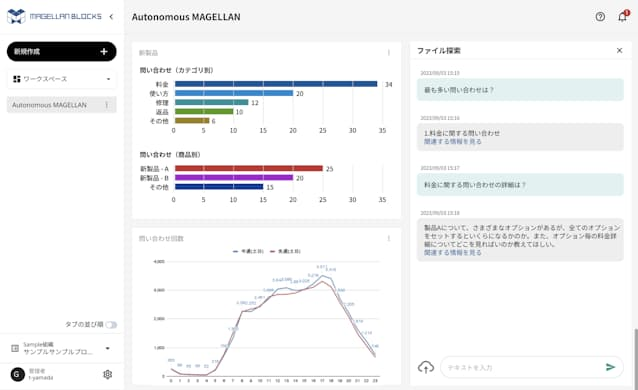 MAGELLAN BLOCKS
Autonomous MAGELLAN
新規作成
ワークスペース
Autonomous MAGELLAN
タブの並び順
Sample組織
サンプルサンプルプロ...
G
管理者
t-yamada
新製品
問い合わせ（カテゴリ別）
料金 34
使い方 20
修理 12
返品 10
その他 6
0 5 10 15 20 25 30 35
問い合わせ（商品別）
新製品 - A 25
新製品 - B 20
その他 15
0 5 10 15 20 25 30 35
問い合わせ回数
今週(土日) 先週(土日)
4,000
3,000
2,000
1,000
0
0 1 2 3 4 5 6 7 8 9 10 11 12 13 14 15 16 17 18 19 20 21 22 23
ファイル探索
2023/09/03 15:15
最も多い問い合わせは？
2023/09/03 15:16
1.料金に関する問い合わせ
関連する情報を見る
2023/09/03 15:17
料金に関する問い合わせの詳細は？
2023/09/03 15:18
製品Aについて、さまざまなオプションがあるが、全てのオプション
をセットするといくらになるかのか。また、オプション毎の料金詳
細についてどこを見ればいいか教えてほしい。
関連する情報を見る
テキストを入力